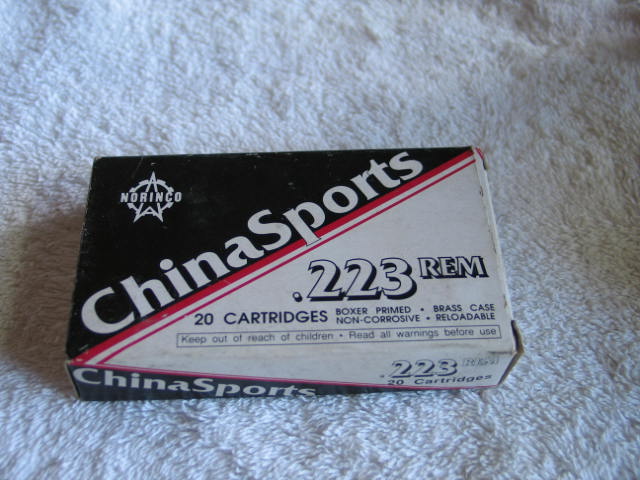 NORINCO
ChinaSports
.223 REM
20 CARTRIDGES BOXER PRIMED • BRASS CASE
NON-CORROSIVE • RELOADABLE
Keep out of reach of children • Read all warnings before use
ChinaSports
.223 REM
20 Cartridges